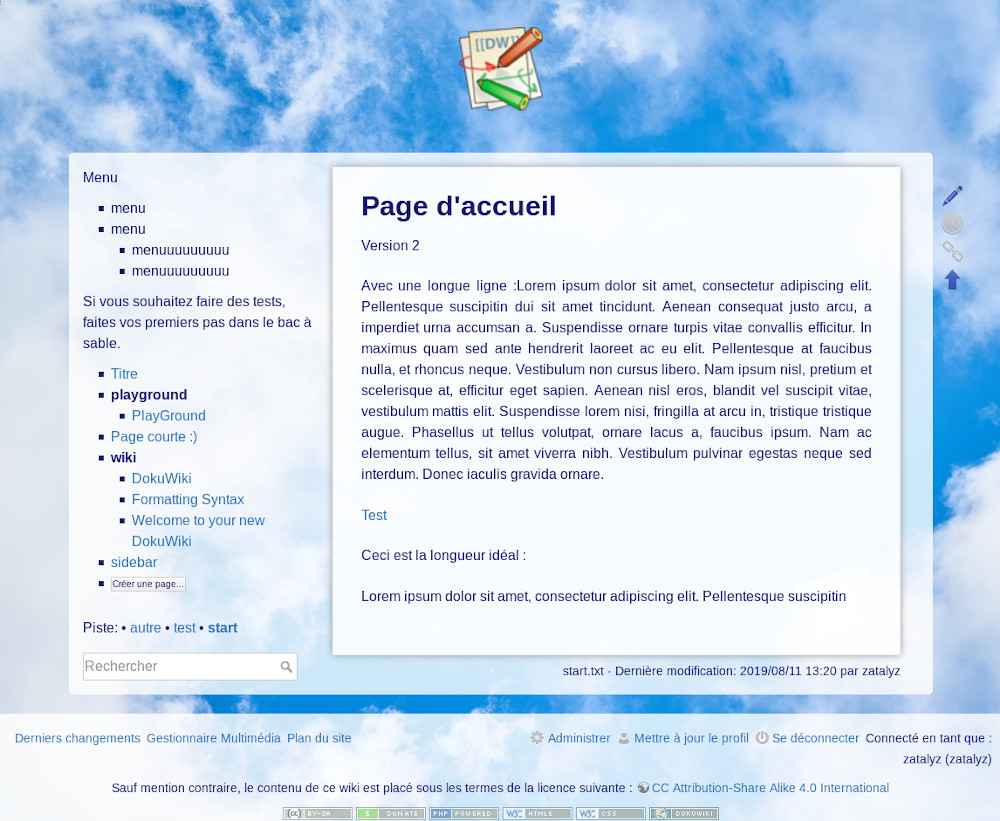 [[DW]]
Menu
menu
menu
menuuuuuuuuu
menuuuuuuuuu
Si vous souhaitez faire des tests,
faites vos premiers pas dans le bac à
sable.
Titre
playground
PlayGround
Page courte :)
wiki
DokuWiki
Formatting Syntax
Welcome to your new
DokuWiki
sidebar
Créer une page...
Piste: • autre • test • start
Rechercher
Page d'accueil
Version 2
Avec une longue ligne :Lorem ipsum dolor sit amet, consectetur adipiscing elit.
Pellentesque suscipitin dui sit amet tincidunt. Aenean consequat justo arcu, a
imperdiet urna accumsan a. Suspendisse ornare turpis vitae convallis efficitur. In
maximus quam sed ante hendrerit laoreet ac eu elit. Pellentesque at faucibus
nulla, et rhoncus neque. Vestibulum non cursus libero. Nam ipsum nisl, pretium et
scelerisque at, efficitur eget sapien. Aenean nisl eros, blandit vel suscipit vitae,
vestibulum mattis elit. Suspendisse lorem nisi, fringilla at arcu in, tristique tristique
augue. Phasellus ut tellus volutpat, ornare lacus a, faucibus ipsum. Nam ac
elementum tellus, sit amet viverra nibh. Vestibulum pulvinar egestas neque sed
interdum. Donec iaculis gravida ornare.
Test
Ceci est la longueur idéal :
Lorem ipsum dolor sit amet, consectetur adipiscing elit. Pellentesque suscipitin
start.txt · Dernière modification: 2019/08/11 13:20 par zatalyz
Derniers changements Gestionnaire Multimédia Plan du site
Administrer Mettre à jour le profil Se déconnecter Connecté en tant que :
zatalyz (zatalyz)
Sauf mention contraire, le contenu de ce wiki est placé sous les termes de la licence suivante : CC Attribution-Share Alike 4.0 International
(cc) BY-SA $ DONATE PHP POWERED W3C HTML5 W3C CSS DOKUWIKI